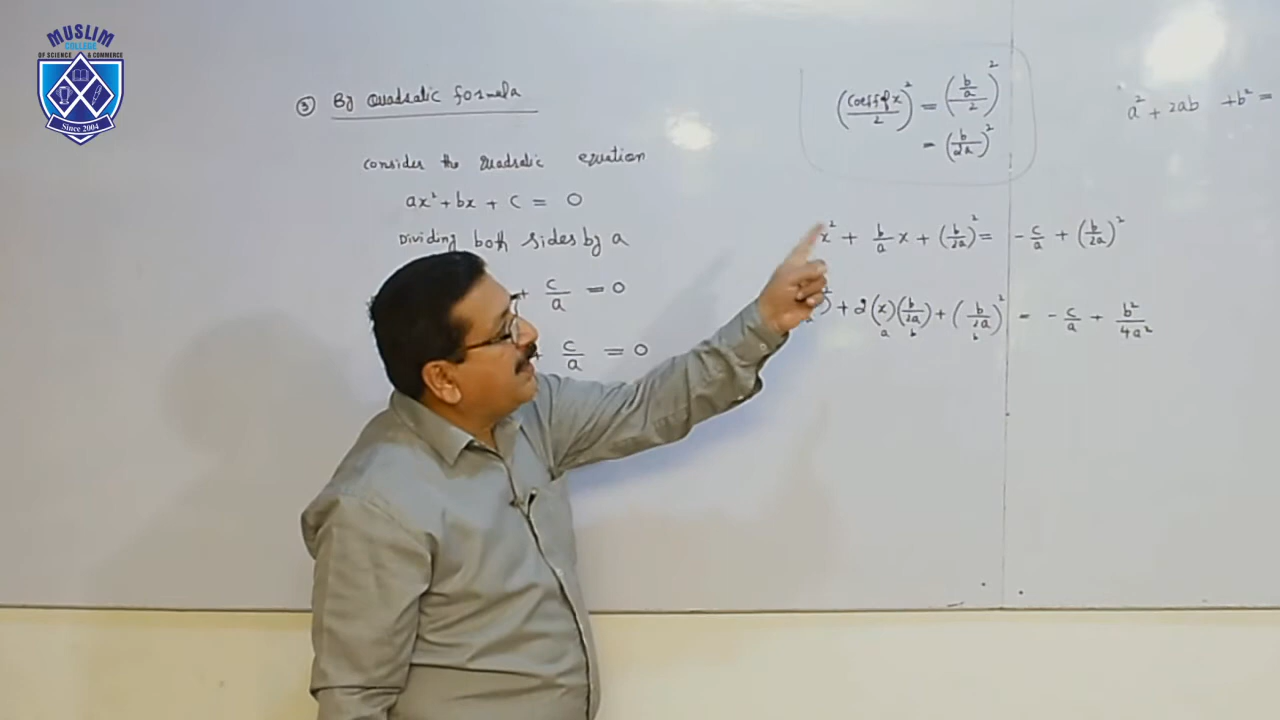 MUSLIM
COLLEGE
OF SCIENCE & COMMERCE
Since 2004
③ By Quadratic formula
Consider the quadratic equation
ax² + bx + c = 0
Dividing both sides by a
+ c/a = 0
+ c/a = 0
(coeff of x/2)² = ((b/a)/2)²
= (b/2a)²
x² + b/a x + (b/2a)² = -c/a + (b/2a)²
)² + 2(x)(b/2a) + (b/2a)² = -c/a + b²/4a²
a a b b
a² + 2ab + b² =